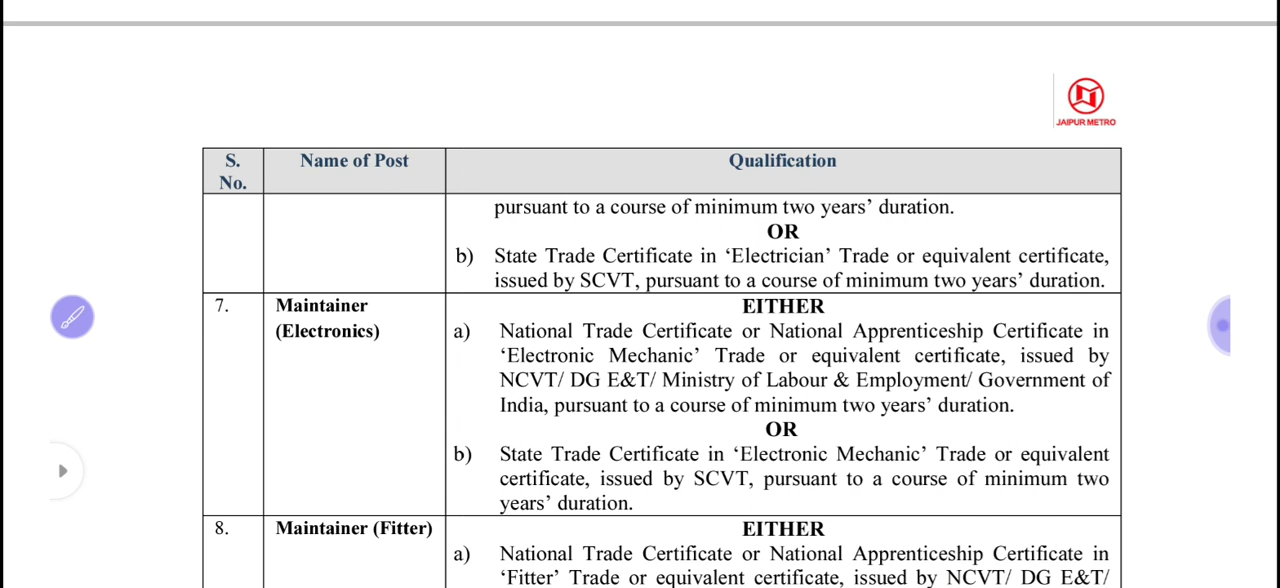 JAIPUR METRO
S. No.
Name of Post
Qualification
pursuant to a course of minimum two years’ duration.
OR
b) State Trade Certificate in ‘Electrician’ Trade or equivalent certificate,
issued by SCVT, pursuant to a course of minimum two years’ duration.
7.
Maintainer
(Electronics)
EITHER
a) National Trade Certificate or National Apprenticeship Certificate in
‘Electronic Mechanic’ Trade or equivalent certificate, issued by
NCVT/ DG E&T/ Ministry of Labour & Employment/ Government of
India, pursuant to a course of minimum two years’ duration.
OR
b) State Trade Certificate in ‘Electronic Mechanic’ Trade or equivalent
certificate, issued by SCVT, pursuant to a course of minimum two
years’ duration.
8.
Maintainer (Fitter)
EITHER
a) National Trade Certificate or National Apprenticeship Certificate in
‘Fitter’ Trade or equivalent certificate, issued by NCVT/ DG E&T/